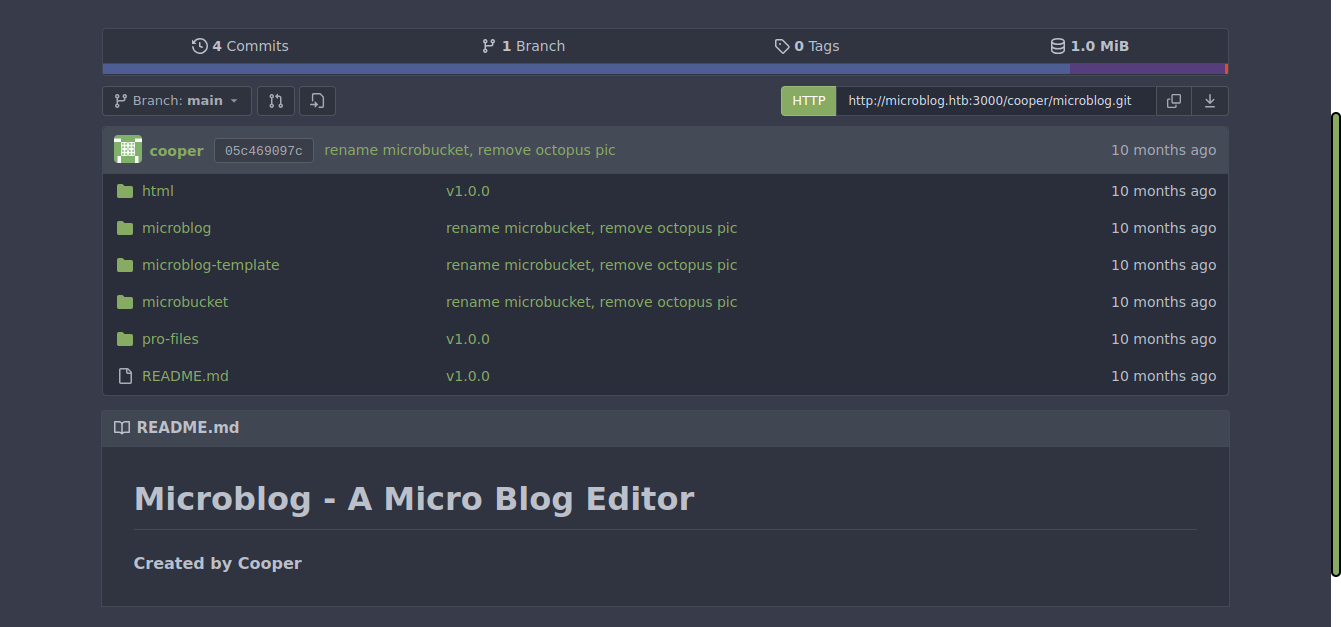 4 Commits 1 Branch 0 Tags 1.0 MiB
Branch: main HTTP http://microblog.htb:3000/cooper/microblog.git
cooper 05c469097c rename microbucket, remove octopus pic 10 months ago
html v1.0.0 10 months ago
microblog rename microbucket, remove octopus pic 10 months ago
microblog-template rename microbucket, remove octopus pic 10 months ago
microbucket rename microbucket, remove octopus pic 10 months ago
pro-files v1.0.0 10 months ago
README.md v1.0.0 10 months ago
README.md
Microblog - A Micro Blog Editor
Created by Cooper